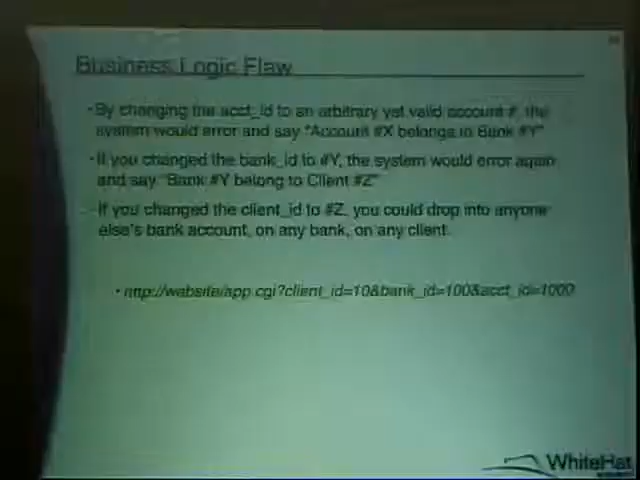 Business Logic Flaw
•By changing the acct_id to an arbitrary yet valid account #, the
system would error and say "Account #X belongs to Bank #Y"
•If you changed the bank_id to #Y, the system would error again
and say "Bank #Y belong to Client #Z"
If you changed the client_id to #Z, you could drop into anyone
else's bank account, on any bank, on any client.
•http://website/app.cgi?client_id=10&bank_id=100&acct_id=1000
WhiteHat